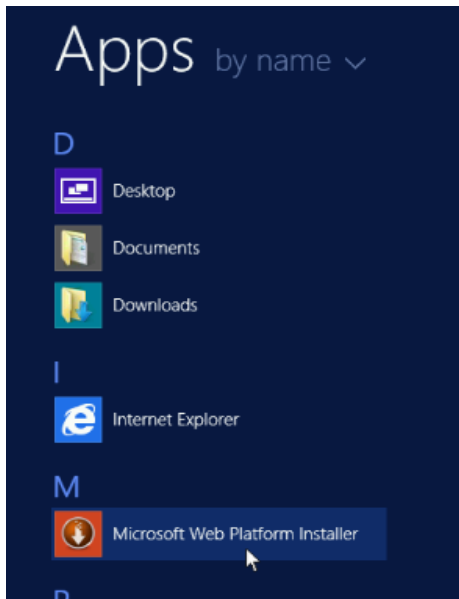 Apps by name
D
Desktop
Documents
Downloads
I
Internet Explorer
M
Microsoft Web Platform Installer